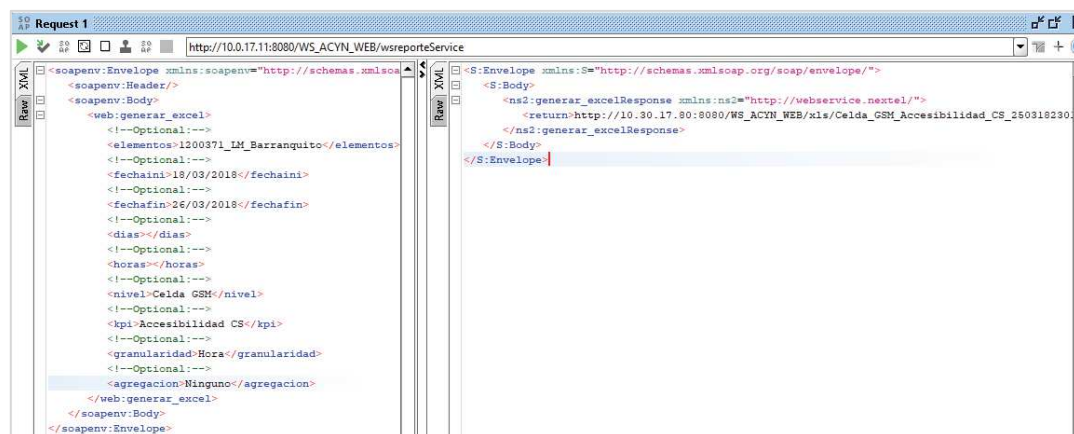 SO
AP Request 1
http://10.0.17.11:8080/WS_ACYN_WEB/wsreporteService
XML
Raw
<soapenv:Envelope xmlns:soapenv="http://schemas.xmlsoa
<soapenv:Header/>
<soapenv:Body>
<web:generar_excel>
<!--Optional:-->
<elementos>1200371_LM_Barranquito</elementos>
<!--Optional:-->
<fechaini>18/03/2018</fechaini>
<!--Optional:-->
<fechafin>26/03/2018</fechafin>
<!--Optional:-->
<dias></dias>
<!--Optional:-->
<horas></horas>
<!--Optional:-->
<nivel>Celda GSM</nivel>
<!--Optional:-->
<kpi>Accesibilidad CS</kpi>
<!--Optional:-->
<granularidad>Hora</granularidad>
<!--Optional:-->
<agregacion>Ninguno</agregacion>
</web:generar_excel>
</soapenv:Body>
</soapenv:Envelope>
XML
Raw
<S:Envelope xmlns:S="http://schemas.xmlsoap.org/soap/envelope/">
<S:Body>
<ns2:generar_excelResponse xmlns:ns2="http://webservice.nextel/">
<return>http://10.30.17.80:8080/WS_ACYN_WEB/xls/Celda_GSM_Accesibilidad_CS_250318230
</ns2:generar_excelResponse>
</S:Body>
</S:Envelope>